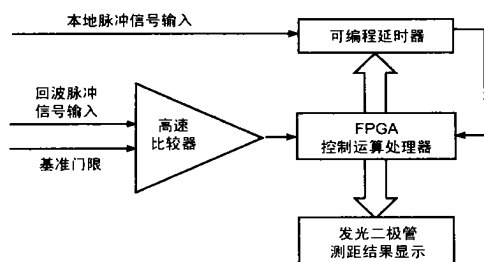 本地脉冲信号输入
可编程延时器
回波脉冲
信号输入
高速
比较器
基准门限
FPGA
控制运算处理器
发光二极管
测距结果显示